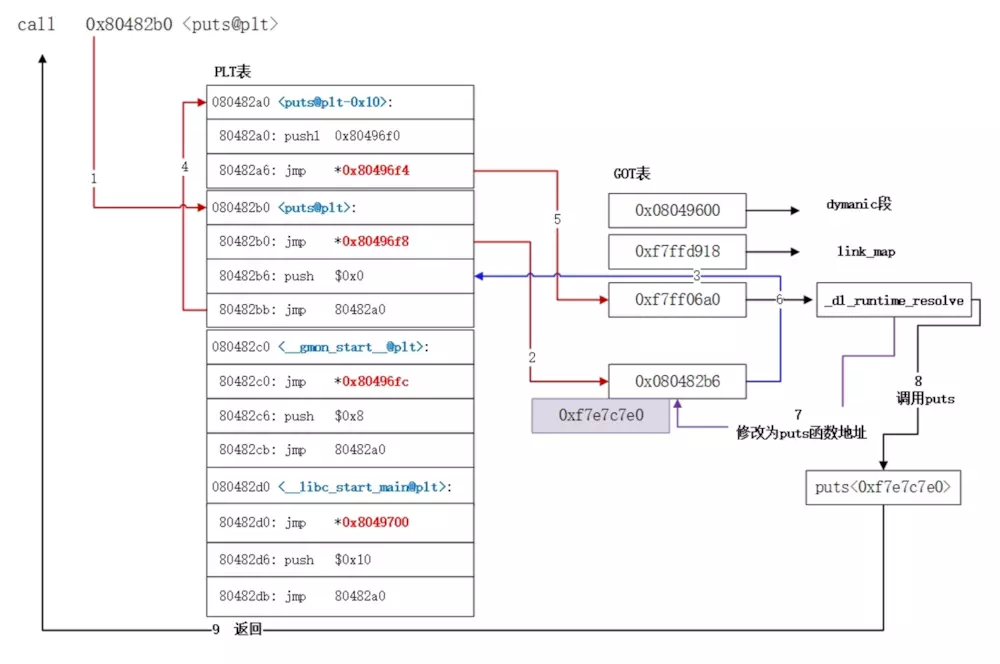 call 0x80482b0 <puts@plt>
PLT表
080482a0 <puts@plt-0x10>:
80482a0: pushl 0x80496f0
80482a6: jmp *0x80496f4
080482b0 <puts@plt>:
80482b0: jmp *0x80496f8
80482b6: push $0x0
80482bb: jmp 80482a0
080482c0 <__gmon_start__@plt>:
80482c0: jmp *0x80496fc
80482c6: push $0x8
80482cb: jmp 80482a0
080482d0 <__libc_start_main@plt>:
80482d0: jmp *0x8049700
80482d6: push $0x10
80482db: jmp 80482a0
1
4
5
2
3
6
GOT表
0x08049600
dymanic段
0xf7ffd918
link_map
0xf7ff06a0
_dl_runtime_resolve
0x080482b6
0xf7e7c7e0
7
修改为puts函数地址
8
调用puts
puts<0xf7e7c7e0>
9 返回